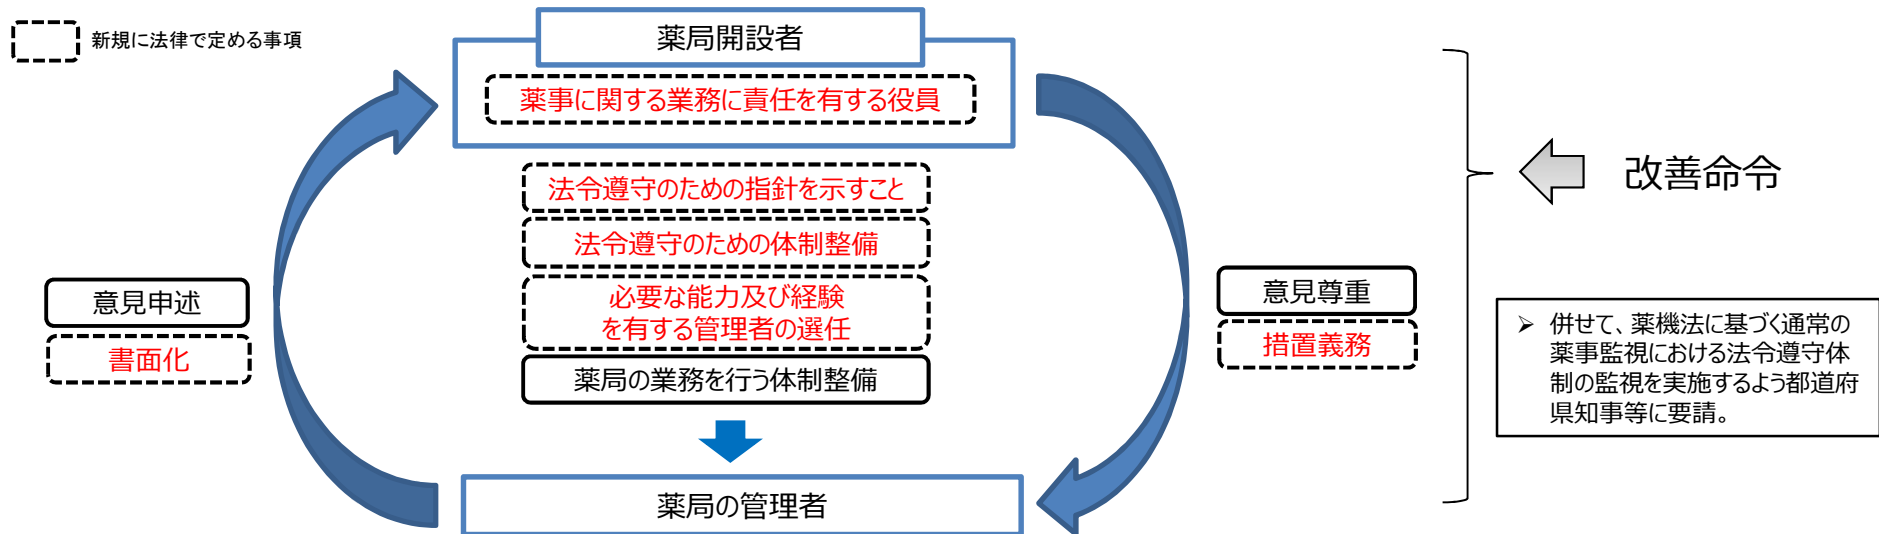 新規に法律で定める事項
薬局開設者
薬事に関する業務に責任を有する役員
法令遵守のための指針を示すこと
法令遵守のための体制整備
必要な能力及び経験
を有する管理者の選任
薬局の業務を行う体制整備
薬局の管理者
意見申述
書面化
意見尊重
措置義務
改善命令
➢ 併せて、薬機法に基づく通常の
薬事監視における法令遵守体
制の監視を実施するよう都道府
県知事等に要請。